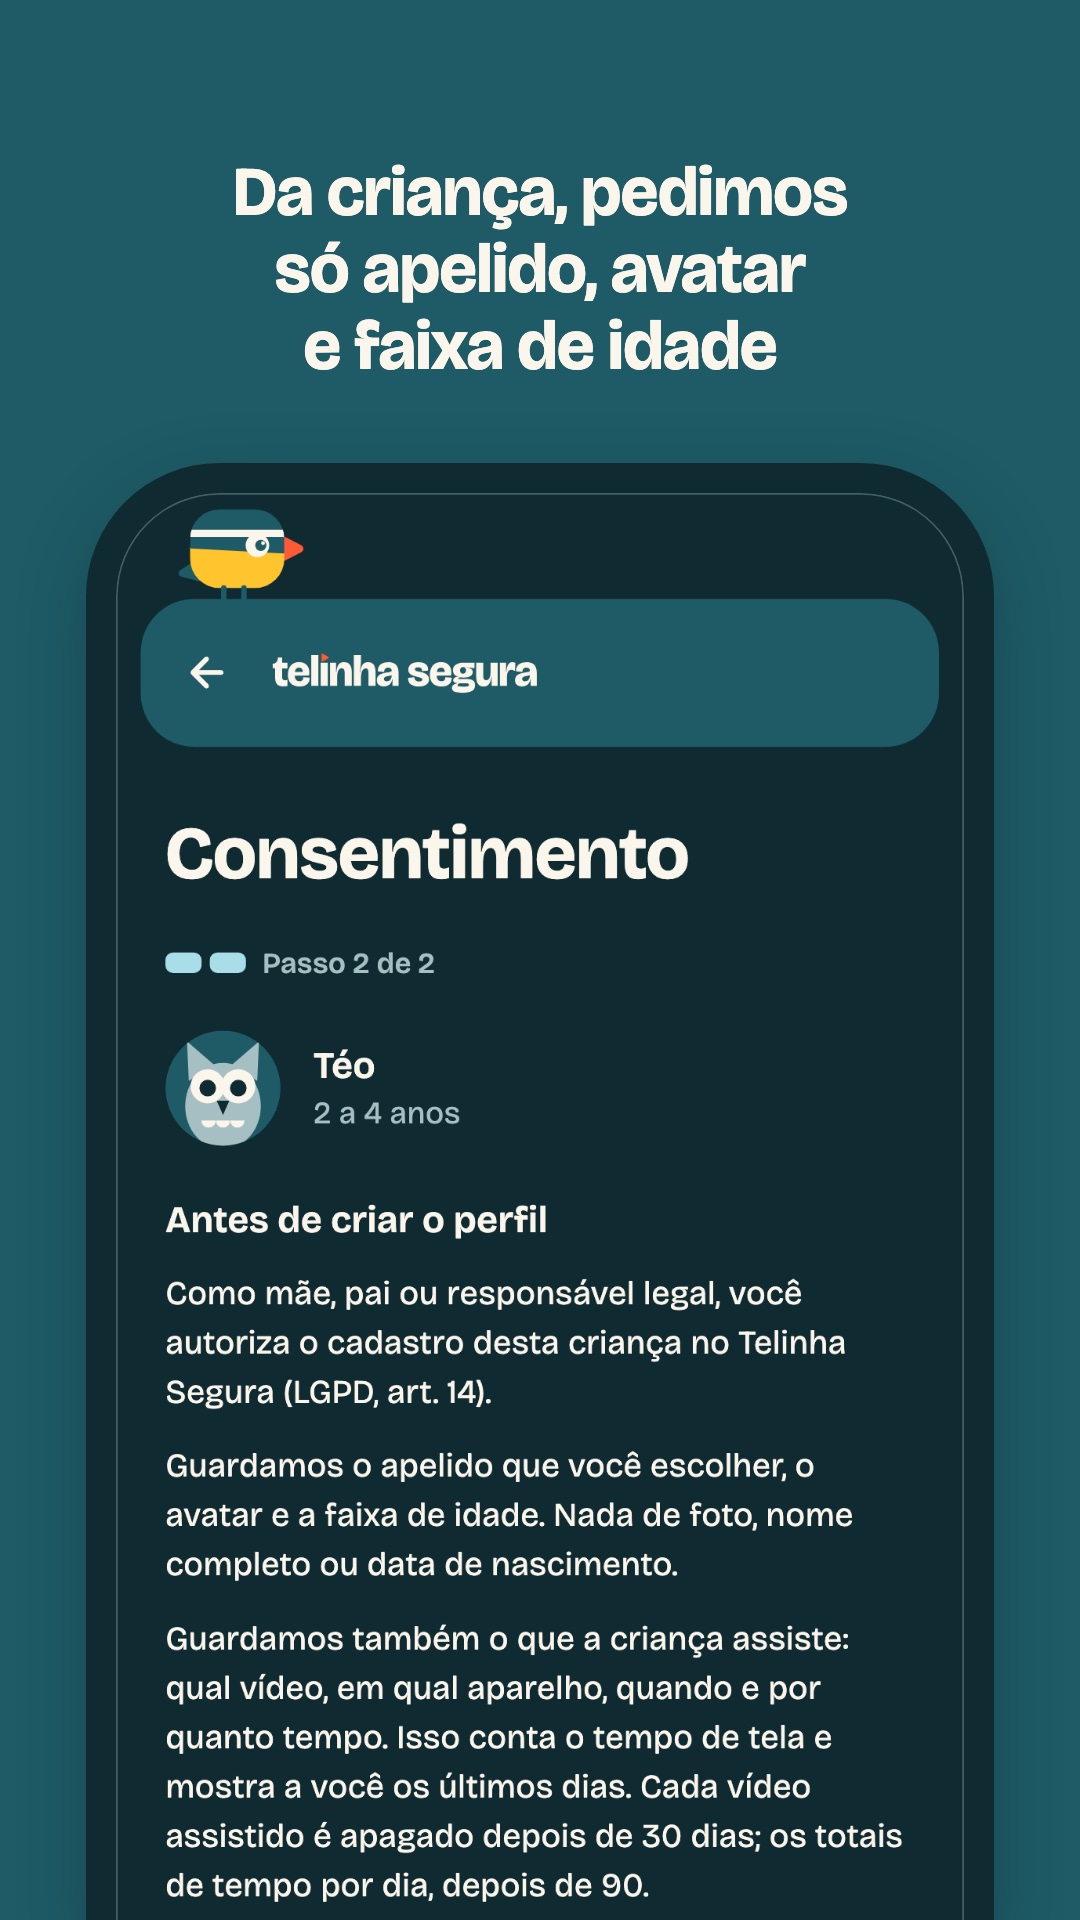 Da criança, pedimos
só apelido, avatar
e faixa de idade
telinha segura
Consentimento
Passo 2 de 2
Téo
2 a 4 anos
Antes de criar o perfil
Como mãe, pai ou responsável legal, você
autoriza o cadastro desta criança no Telinha
Segura (LGPD, art. 14).
Guardamos o apelido que você escolher, o
avatar e a faixa de idade. Nada de foto, nome
completo ou data de nascimento.
Guardamos também o que a criança assiste:
qual vídeo, em qual aparelho, quando e por
quanto tempo. Isso conta o tempo de tela e
mostra a você os últimos dias. Cada vídeo
assistido é apagado depois de 30 dias; os totais
de tempo por dia, depois de 90.